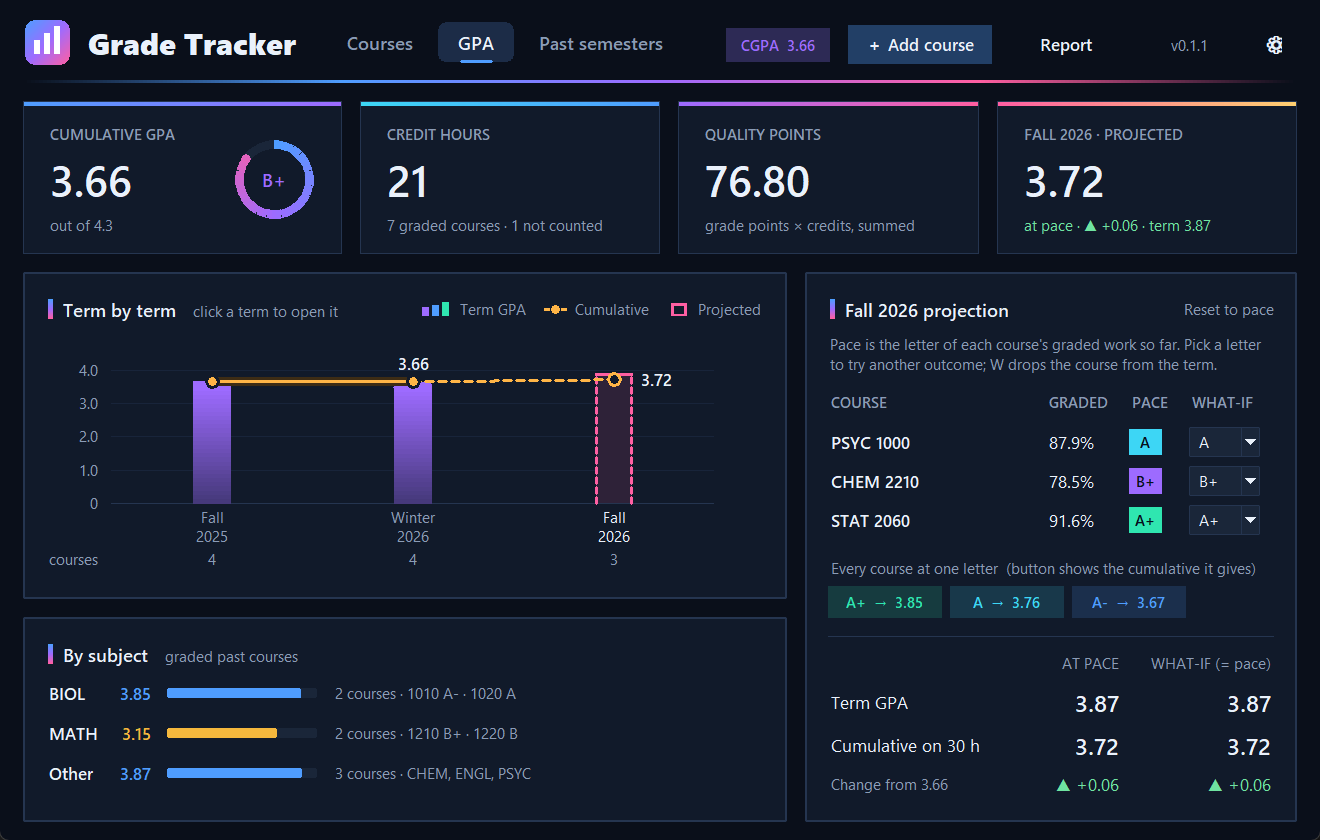 Grade Tracker Courses GPA Past semesters CGPA 3.66 + Add course Report v0.1.1
CUMULATIVE GPA
3.66
B+
out of 4.3
CREDIT HOURS
21
7 graded courses · 1 not counted
QUALITY POINTS
76.80
grade points × credits, summed
FALL 2026 · PROJECTED
3.72
at pace · ▲ +0.06 · term 3.87
Term by term click a term to open it Term GPA Cumulative Projected
3.66
4.0
3.72
3.0
2.0
1.0
0
Fall Winter Fall
2025 2026 2026
courses 4 4 3
By subject graded past courses
BIOL 3.85 2 courses · 1010 A- · 1020 A
MATH 3.15 2 courses · 1210 B+ · 1220 B
Other 3.87 3 courses · CHEM, ENGL, PSYC
Fall 2026 projection Reset to pace
Pace is the letter of each course's graded work so far. Pick a letter
to try another outcome; W drops the course from the term.
COURSE GRADED PACE WHAT-IF
PSYC 1000 87.9% A A
CHEM 2210 78.5% B+ B+
STAT 2060 91.6% A+ A+
Every course at one letter (button shows the cumulative it gives)
A+ → 3.85 A → 3.76 A- → 3.67
AT PACE WHAT-IF (= pace)
Term GPA 3.87 3.87
Cumulative on 30 h 3.72 3.72
Change from 3.66 ▲ +0.06 ▲ +0.06